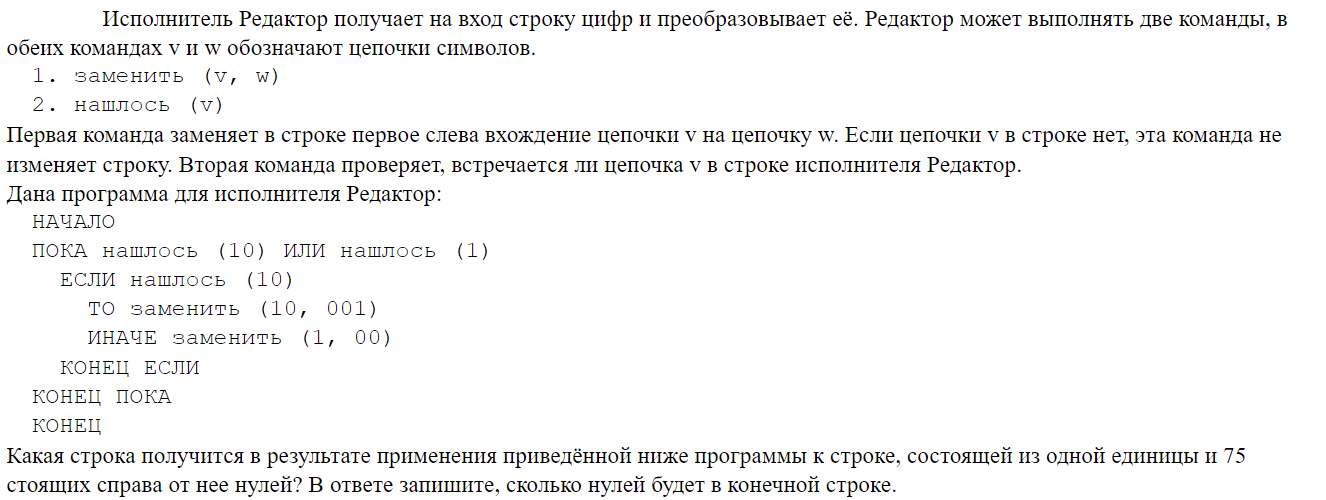 Исполнитель Редактор получает на вход строку цифр и преобразовывает её. Редактор может выполнять две команды, в
обеих командах v и w обозначают цепочки символов.
1. заменить (v, w)
2. нашлось (v)
Первая команда заменяет в строке первое слева вхождение цепочки v на цепочку w. Если цепочки v в строке нет, эта команда не
изменяет строку. Вторая команда проверяет, встречается ли цепочка v в строке исполнителя Редактор.
Дана программа для исполнителя Редактор:
НАЧАЛО
ПОКА нашлось (10) ИЛИ нашлось (1)
ЕСЛИ нашлось (10)
ТО заменить (10, 001)
ИНАЧЕ заменить (1, 00)
КОНЕЦ ЕСЛИ
КОНЕЦ ПОКА
КОНЕЦ
Какая строка получится в результате применения приведённой ниже программы к строке, состоящей из одной единицы и 75
стоящих справа от нее нулей? В ответе запишите, сколько нулей будет в конечной строке.